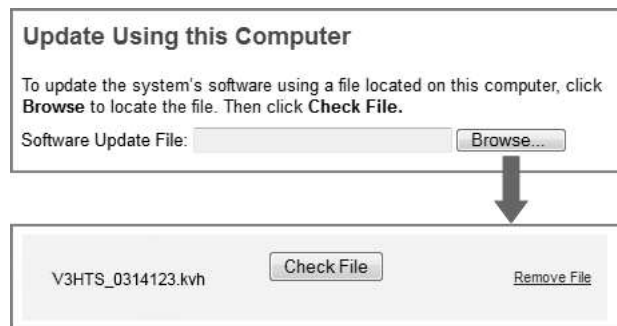 Update Using this Computer
To update the system's software using a file located on this computer, click
Browse to locate the file. Then click Check File.
Software Update File:
Browse...
V3HTS_0314123.kvh
Check File
Remove File